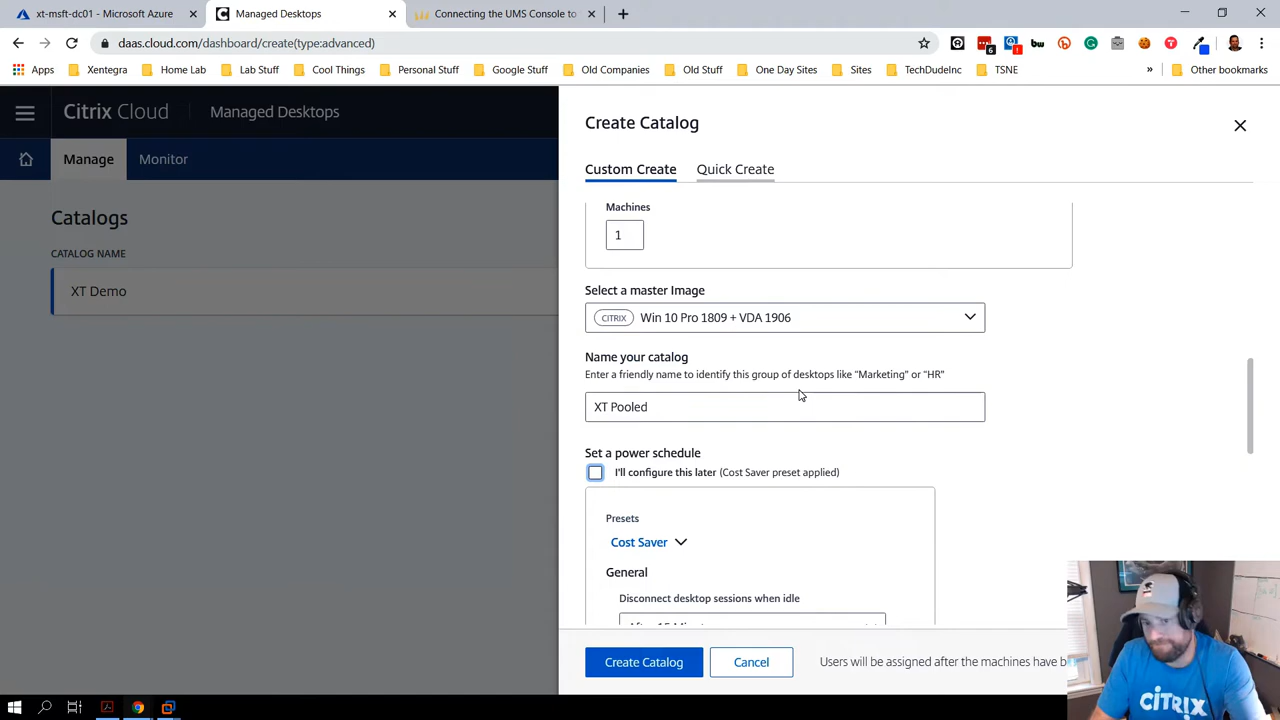 xt-msft-dc01 - Microsoft Azure
Managed Desktops
Connecting the UMS Console to
daas.cloud.com/dashboard/create(type:advanced)
Apps
Xentegra
Home Lab
Lab Stuff
Cool Things
Personal Stuff
Google Stuff
Old Companies
Old Stuff
One Day Sites
Sites
TechDudeInc
TSNE
»
Other bookmarks
Citrix Cloud
Managed Desktops
Manage
Monitor
Catalogs
CATALOG NAME
XT Demo
Create Catalog
Custom Create
Quick Create
Machines
1
Select a master Image
CITRIX Win 10 Pro 1809 + VDA 1906
Name your catalog
Enter a friendly name to identify this group of desktops like "Marketing" or "HR"
XT Pooled
Set a power schedule
I'll configure this later (Cost Saver preset applied)
Presets
Cost Saver
General
Disconnect desktop sessions when idle
Create Catalog
Cancel
Users will be assigned after the machines have
CITRIX